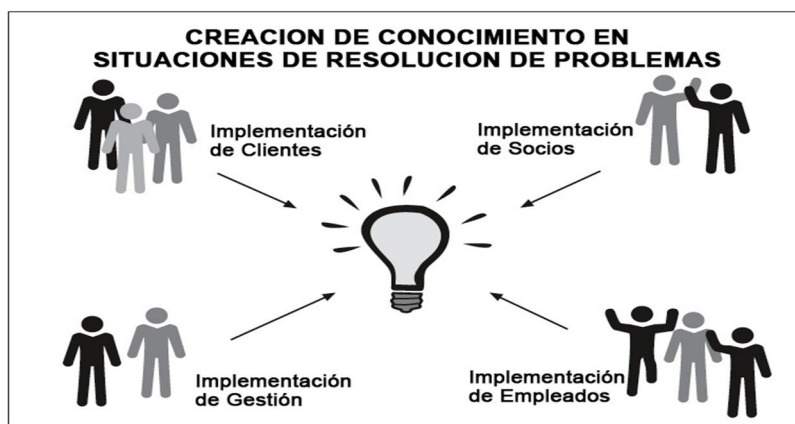 CREACION DE CONOCIMIENTO EN
SITUACIONES DE RESOLUCION DE PROBLEMAS
Implementación
de Clientes
Implementación
de Socios
Implementación
de Gestión
Implementación
de Empleados